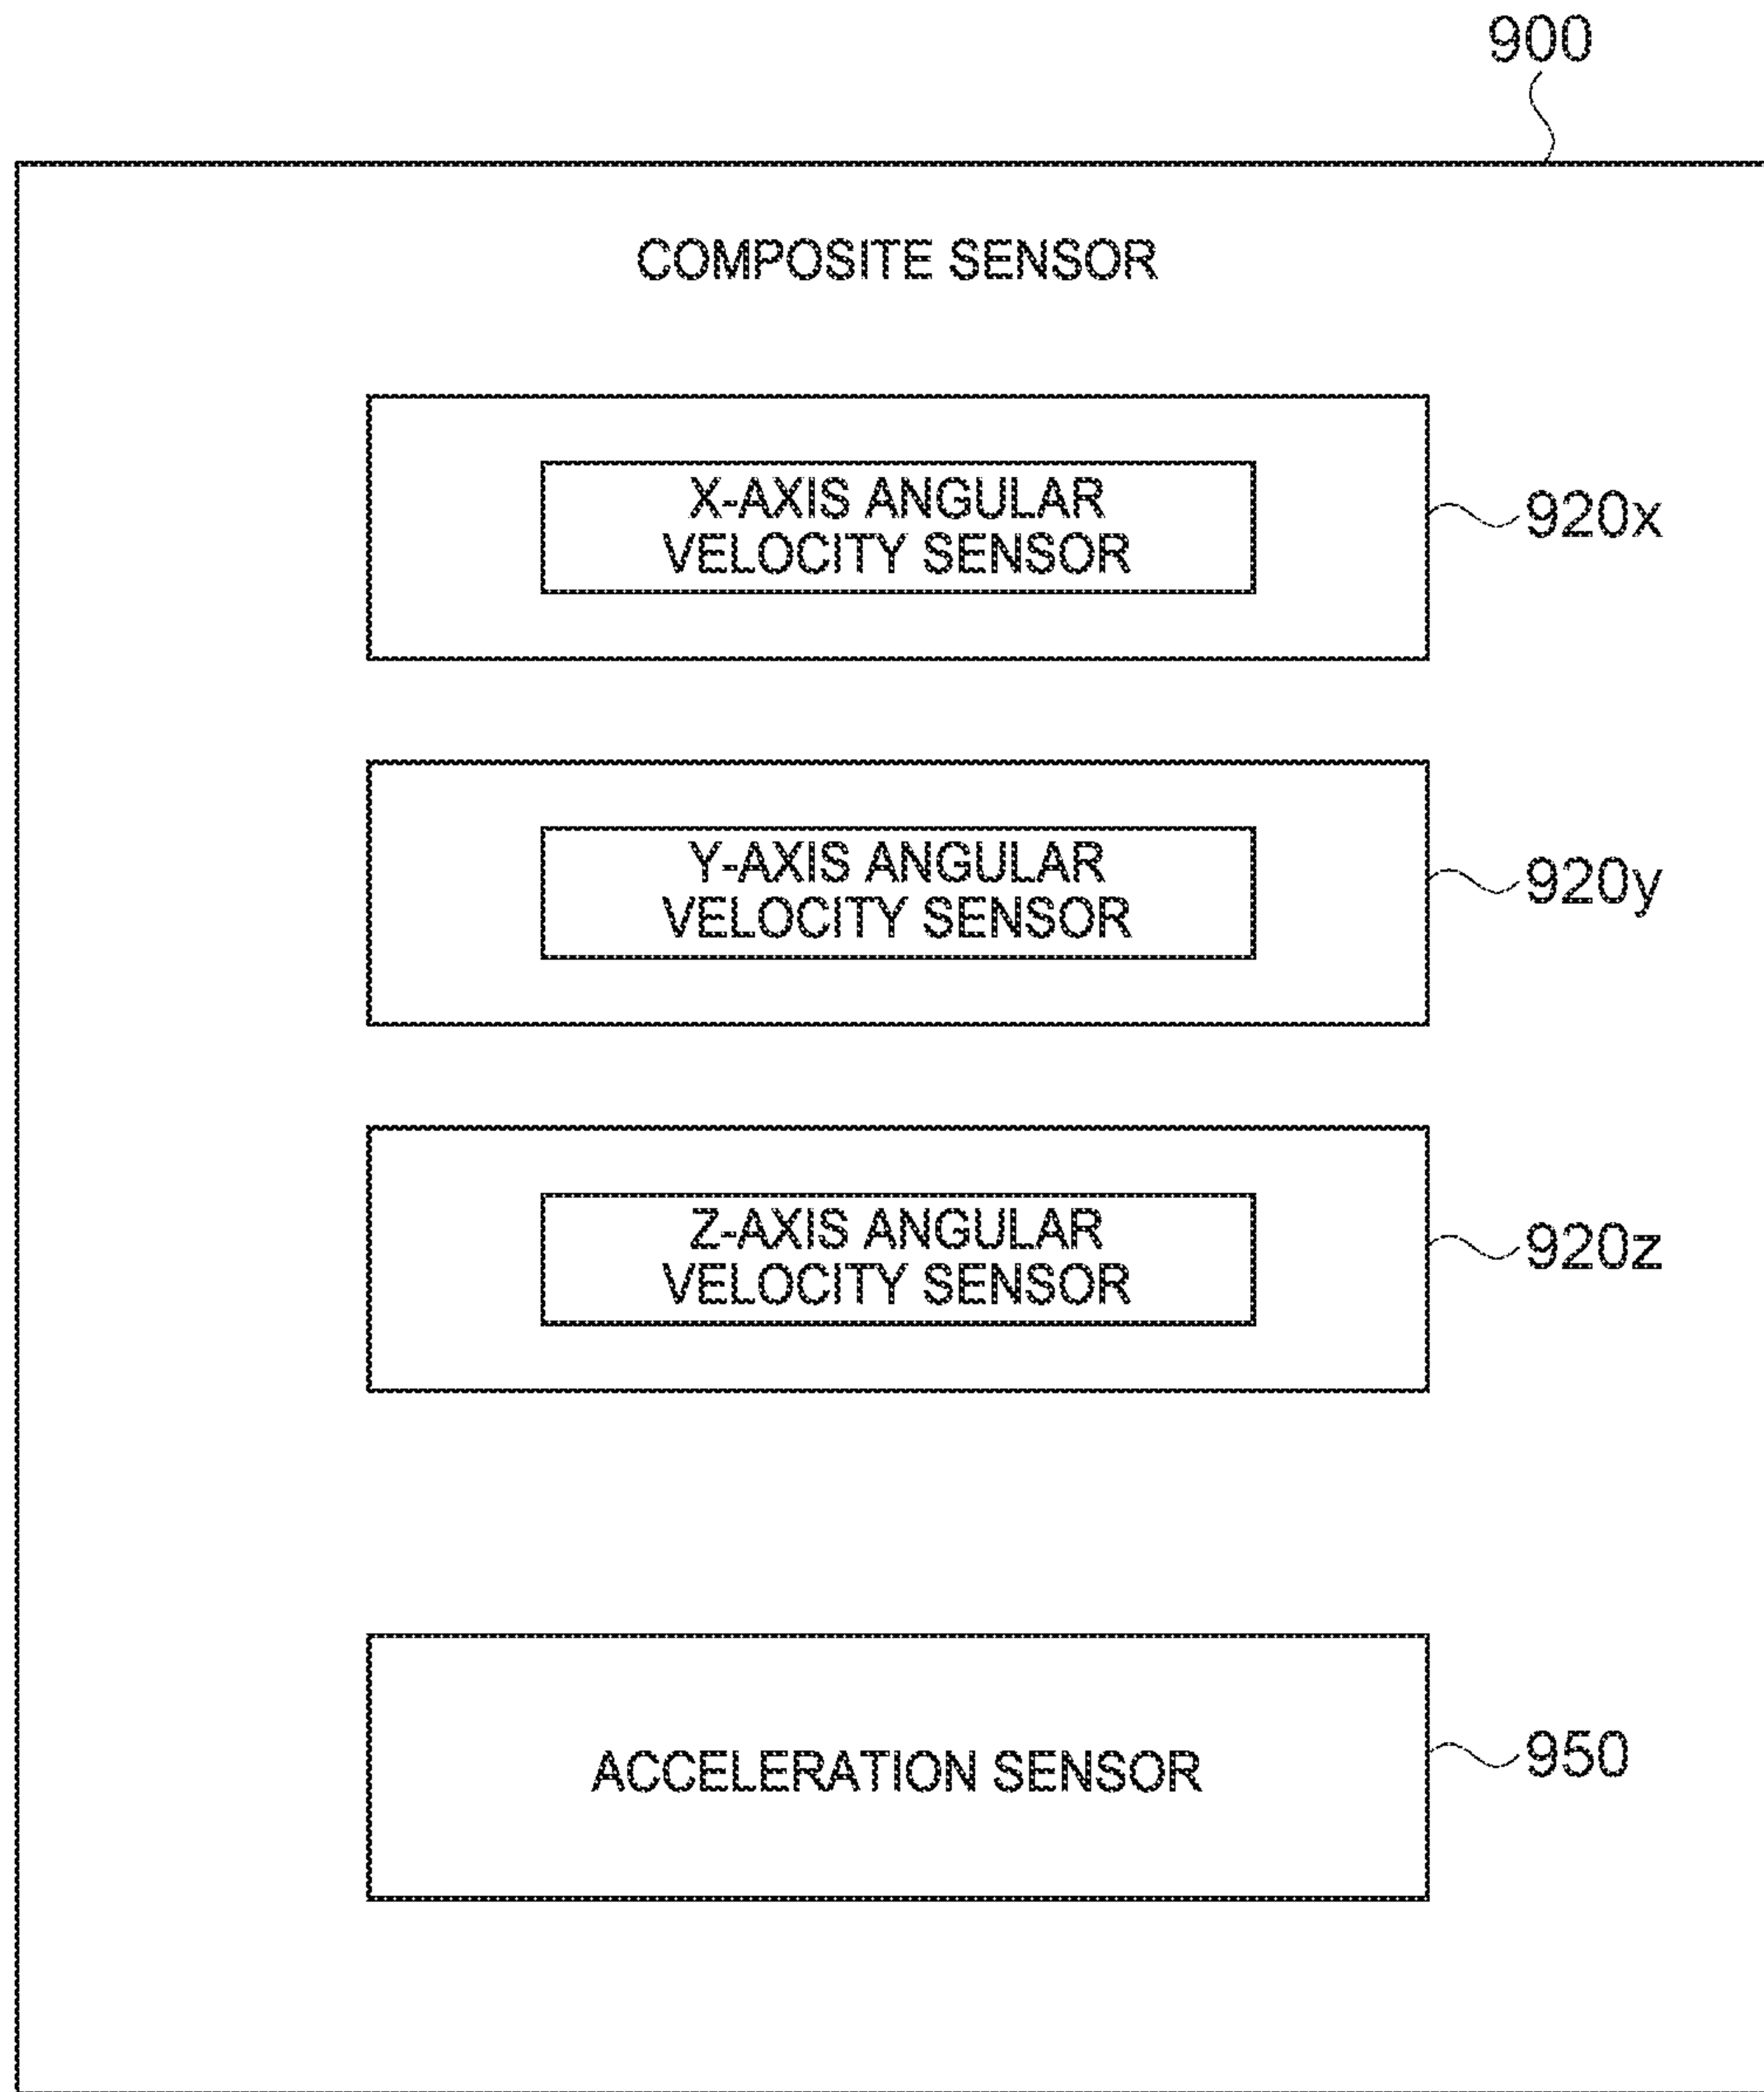 900
COMPOSITE SENSOR
X-AXIS ANGULAR
VELOCITY SENSOR
920x
Y-AXIS ANGULAR
VELOCITY SENSOR
920y
Z-AXIS ANGULAR
VELOCITY SENSOR
920z
ACCELERATION SENSOR
950